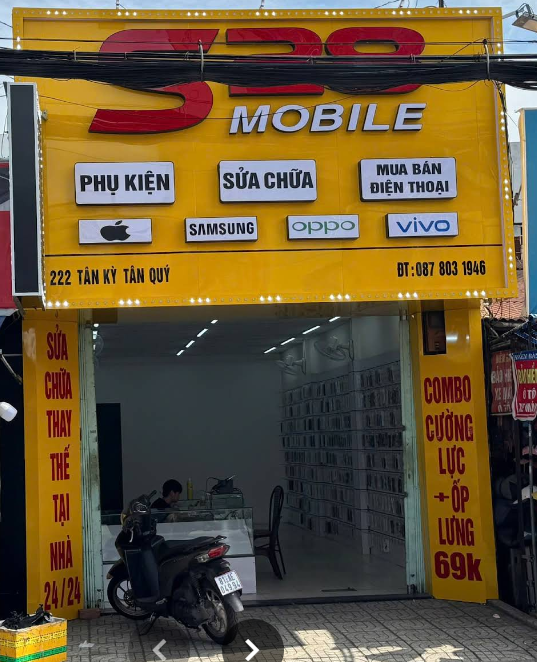 S28
MOBILE
PHỤ KIỆN
SỬA CHỮA
MUA BÁN
ĐIỆN THOẠI
SAMSUNG
oppo
vivo
222 TÂN KỲ TÂN QUÝ
ĐT: 087 803 1946
SỬA
CHỮA
THAY
THẾ
TẠI
NHÀ
24/24
COMBO
CƯỜNG
LỰC
+ ỐP
LƯNG
69k